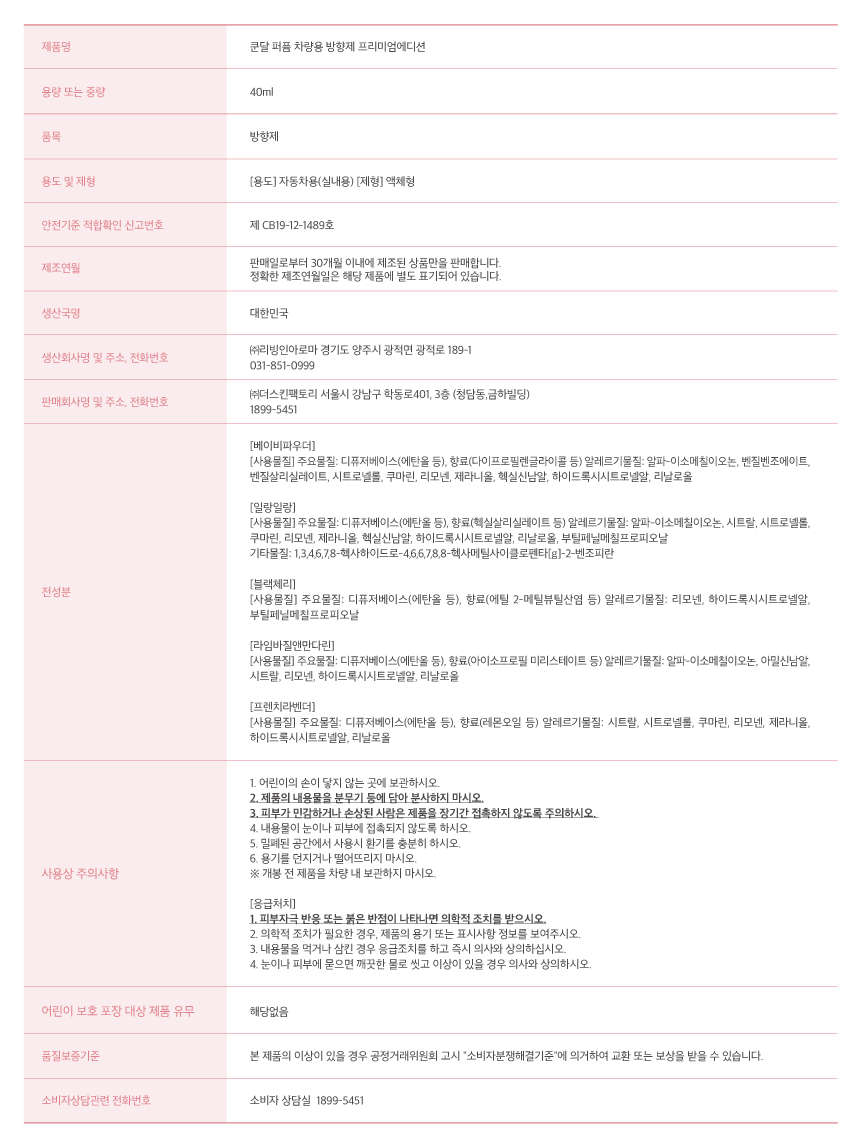 제품명
쿤달 퍼퓸 차량용 방향제 프리미엄에디션
용량 또는 중량
40ml
품목
방향제
용도 및 제형
[용도] 자동차용(실내용) [제형] 액체형
안전기준 적합확인 신고번호
제 CB19-12-1489호
제조연월
판매일로부터 30개월 이내에 제조된 상품만을 판매합니다.
정확한 제조연월일은 해당 제품에 별도 표기되어 있습니다.
생산국명
대한민국
생산회사명 및 주소, 전화번호
㈜리빙인아로마 경기도 양주시 광적면 광적로 189-1
031-851-0999
판매회사명 및 주소, 전화번호
㈜더스킨팩토리 서울시 강남구 학동로401, 3층 (청담동,금하빌딩)
1899-5451
전성분
[베이비파우더]
[사용물질] 주요물질: 디퓨저베이스(에탄올 등), 향료(다이프로필렌글라이콜 등) 알레르기물질: 알파-이소메칠이오논, 벤질벤조에이트,
벤질살리실레이트, 시트로넬롤, 쿠마린, 리모넨, 제라니올, 헥실신남알, 하이드록시시트로넬알, 리날로올
[일랑일랑]
[사용물질] 주요물질: 디퓨저베이스(에탄올 등), 향료(헥실살리실레이트 등) 알레르기물질: 알파-이소메칠이오논, 시트랄, 시트로넬롤,
쿠마린, 리모넨, 제라니올, 헥실신남알, 하이드록시시트로넬알, 리날로올, 부틸페닐메칠프로피오날
기타물질: 1,3,4,6,7,8-헥사하이드로-4,6,6,7,8,8-헥사메틸사이클로펜타[g]-2-벤조피란
[블랙체리]
[사용물질] 주요물질: 디퓨저베이스(에탄올 등), 향료(에틸 2-메틸뷰틸산염 등) 알레르기물질: 리모넨, 하이드록시시트로넬알,
부틸페닐메칠프로피오날
[라임바질앤만다린]
[사용물질] 주요물질: 디퓨저베이스(에탄올 등), 향료(아이소프로필 미리스테이트 등) 알레르기물질: 알파-이소메칠이오논, 아밀신남알,
시트랄, 리모넨, 하이드록시시트로넬알, 리날로올
[프렌치라벤더]
[사용물질] 주요물질: 디퓨저베이스(에탄올 등), 향료(레몬오일 등) 알레르기물질: 시트랄, 시트로넬롤, 쿠마린, 리모넨, 제라니올,
하이드록시시트로넬알, 리날로올
사용상 주의사항
1. 어린이의 손이 닿지 않는 곳에 보관하시오.
2. 제품의 내용물을 분무기 등에 담아 분사하지 마시오.
3. 피부가 민감하거나 손상된 사람은 제품을 장기간 접촉하지 않도록 주의하시오.
4. 내용물이 눈이나 피부에 접촉되지 않도록 하시오.
5. 밀폐된 공간에서 사용시 환기를 충분히 하시오.
6. 용기를 던지거나 떨어뜨리지 마시오.
※ 개봉 전 제품을 차량 내 보관하지 마시오.
[응급처치]
1. 피부자극 반응 또는 붉은 반점이 나타나면 의학적 조치를 받으시오.
2. 의학적 조치가 필요한 경우, 제품의 용기 또는 표시사항 정보를 보여주시오.
3. 내용물을 먹거나 삼킨 경우 응급조치를 하고 즉시 의사와 상의하십시오.
4. 눈이나 피부에 묻으면 깨끗한 물로 씻고 이상이 있을 경우 의사와 상의하시오.
어린이 보호 포장 대상 제품 유무
해당없음
품질보증기준
본 제품의 이상이 있을 경우 공정거래위원회 고시 "소비자분쟁해결기준"에 의거하여 교환 또는 보상을 받을 수 있습니다.
소비자상담관련 전화번호
소비자 상담실 1899-5451